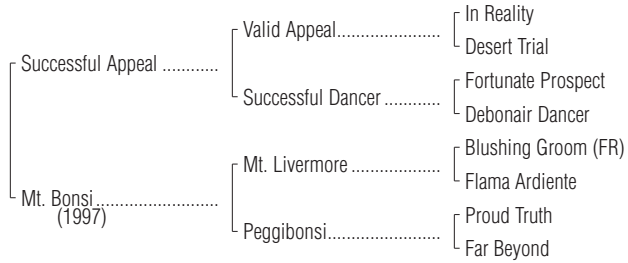 In Reality
Valid Appeal
Desert Trial
Successful Appeal
Fortunate Prospect
Successful Dancer
Debonair Dancer
Blushing Groom (FR)
Mt. Livermore
Flama Ardiente
Mt. Bonsi
(1997)
Proud Truth
Peggibonsi
Far Beyond